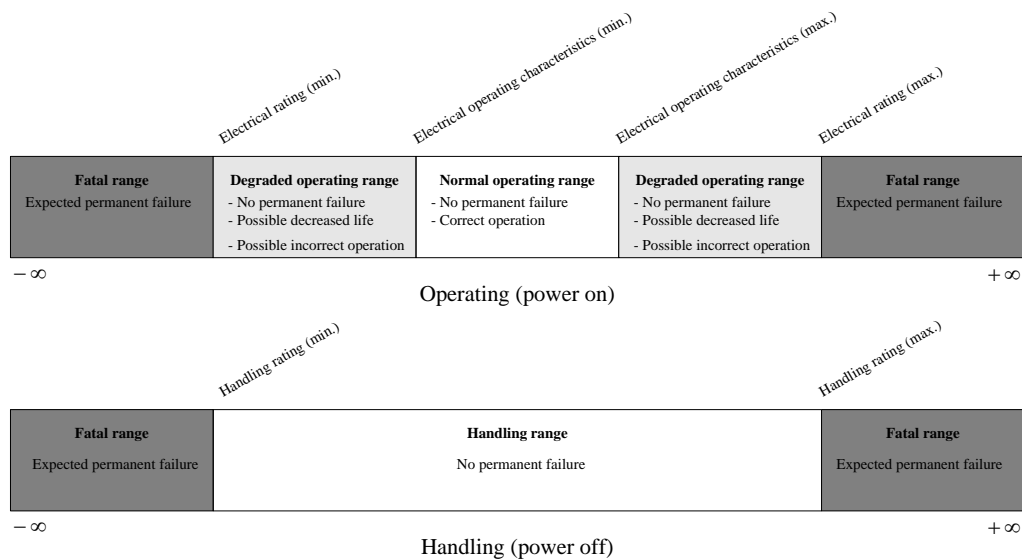 Electrical rating (min.)
Electrical operating characteristics (min.)
Electrical operating characteristics (max.)
Electrical rating (max.)
Fatal range
Expected permanent failure
Degraded operating range
- No permanent failure
- Possible decreased life
- Possible incorrect operation
Normal operating range
- No permanent failure
- Correct operation
Degraded operating range
- No permanent failure
- Possible decreased life
- Possible incorrect operation
Fatal range
Expected permanent failure
– ∞
+ ∞
Operating (power on)
Handling rating (min.)
Handling rating (max.)
Fatal range
Expected permanent failure
Handling range
No permanent failure
Fatal range
Expected permanent failure
– ∞
+ ∞
Handling (power off)